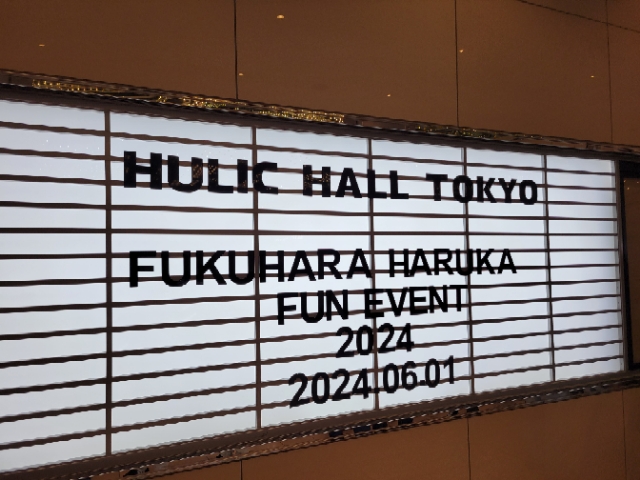 HULIC HALL TOKYO
FUKUHARA HARUKA
FUN EVENT
2024
2024.06.01